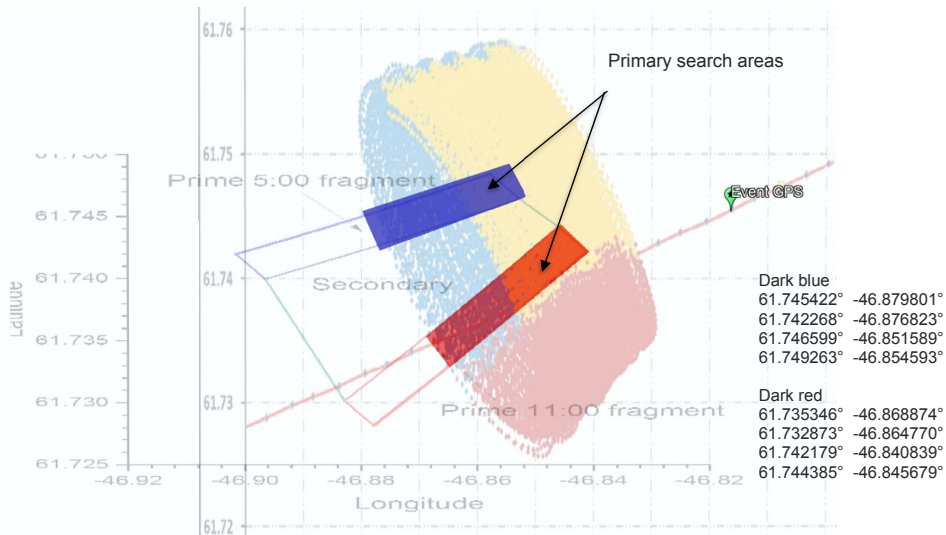 61.76
Primary search areas
61.750
61.75
Prime 5:00 fragment
Event GPS
61.745
61.740
61.74
Secondary
Latitude
61.735
61.730
61.73
Prime 11:00 fragment
61.725
-46.92
-46.90
-46.88
-46.86
-46.84
-46.82
Longitude
61.72
Dark blue
61.745422° -46.879801°
61.742268° -46.876823°
61.746599° -46.851589°
61.749263° -46.854593°
Dark red
61.735346° -46.868874°
61.732873° -46.864770°
61.742179° -46.840839°
61.744385° -46.845679°